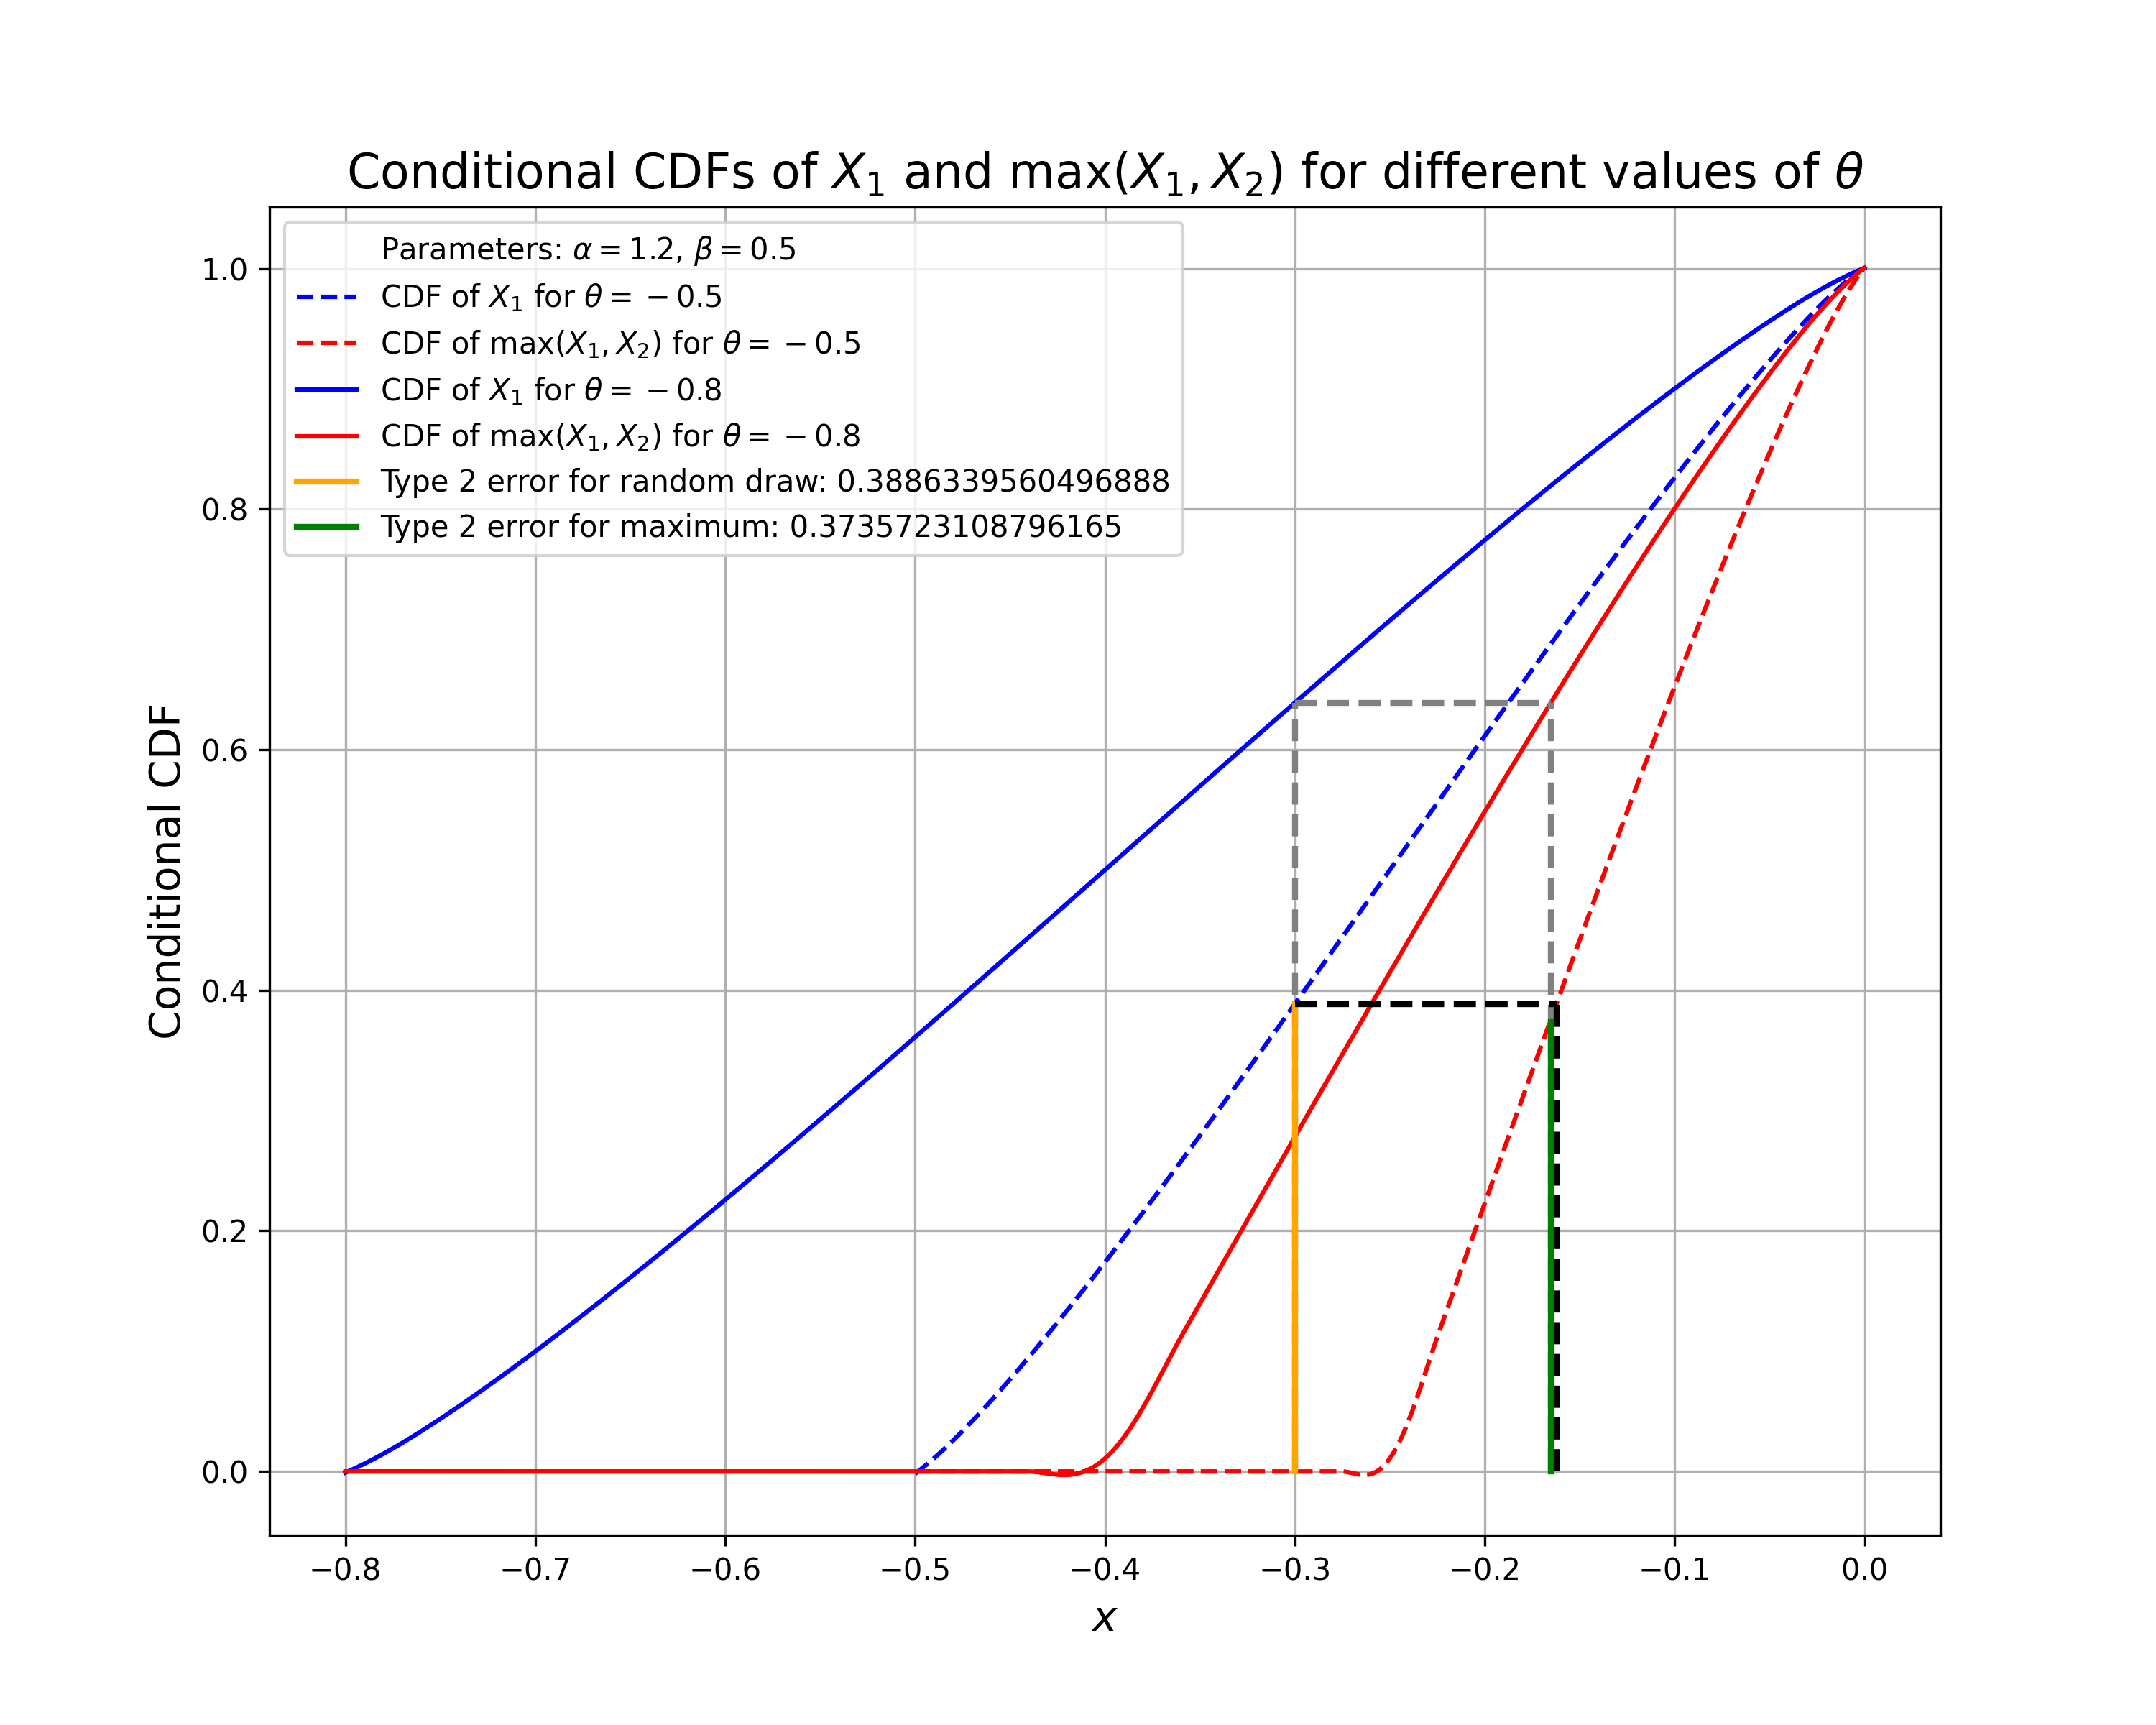 Conditional CDFs of X₁ and max(X₁, X₂) for different values of θ
Parameters: α = 1.2, β = 0.5
CDF of X₁ for θ = −0.5
CDF of max(X₁, X₂) for θ = −0.5
CDF of X₁ for θ = −0.8
CDF of max(X₁, X₂) for θ = −0.8
Type 2 error for random draw: 0.3886339560496888
Type 2 error for maximum: 0.3735723108796165
Conditional CDF
1.0
0.8
0.6
0.4
0.2
0.0
−0.8 −0.7 −0.6 −0.5 −0.4 −0.3 −0.2 −0.1 0.0
x